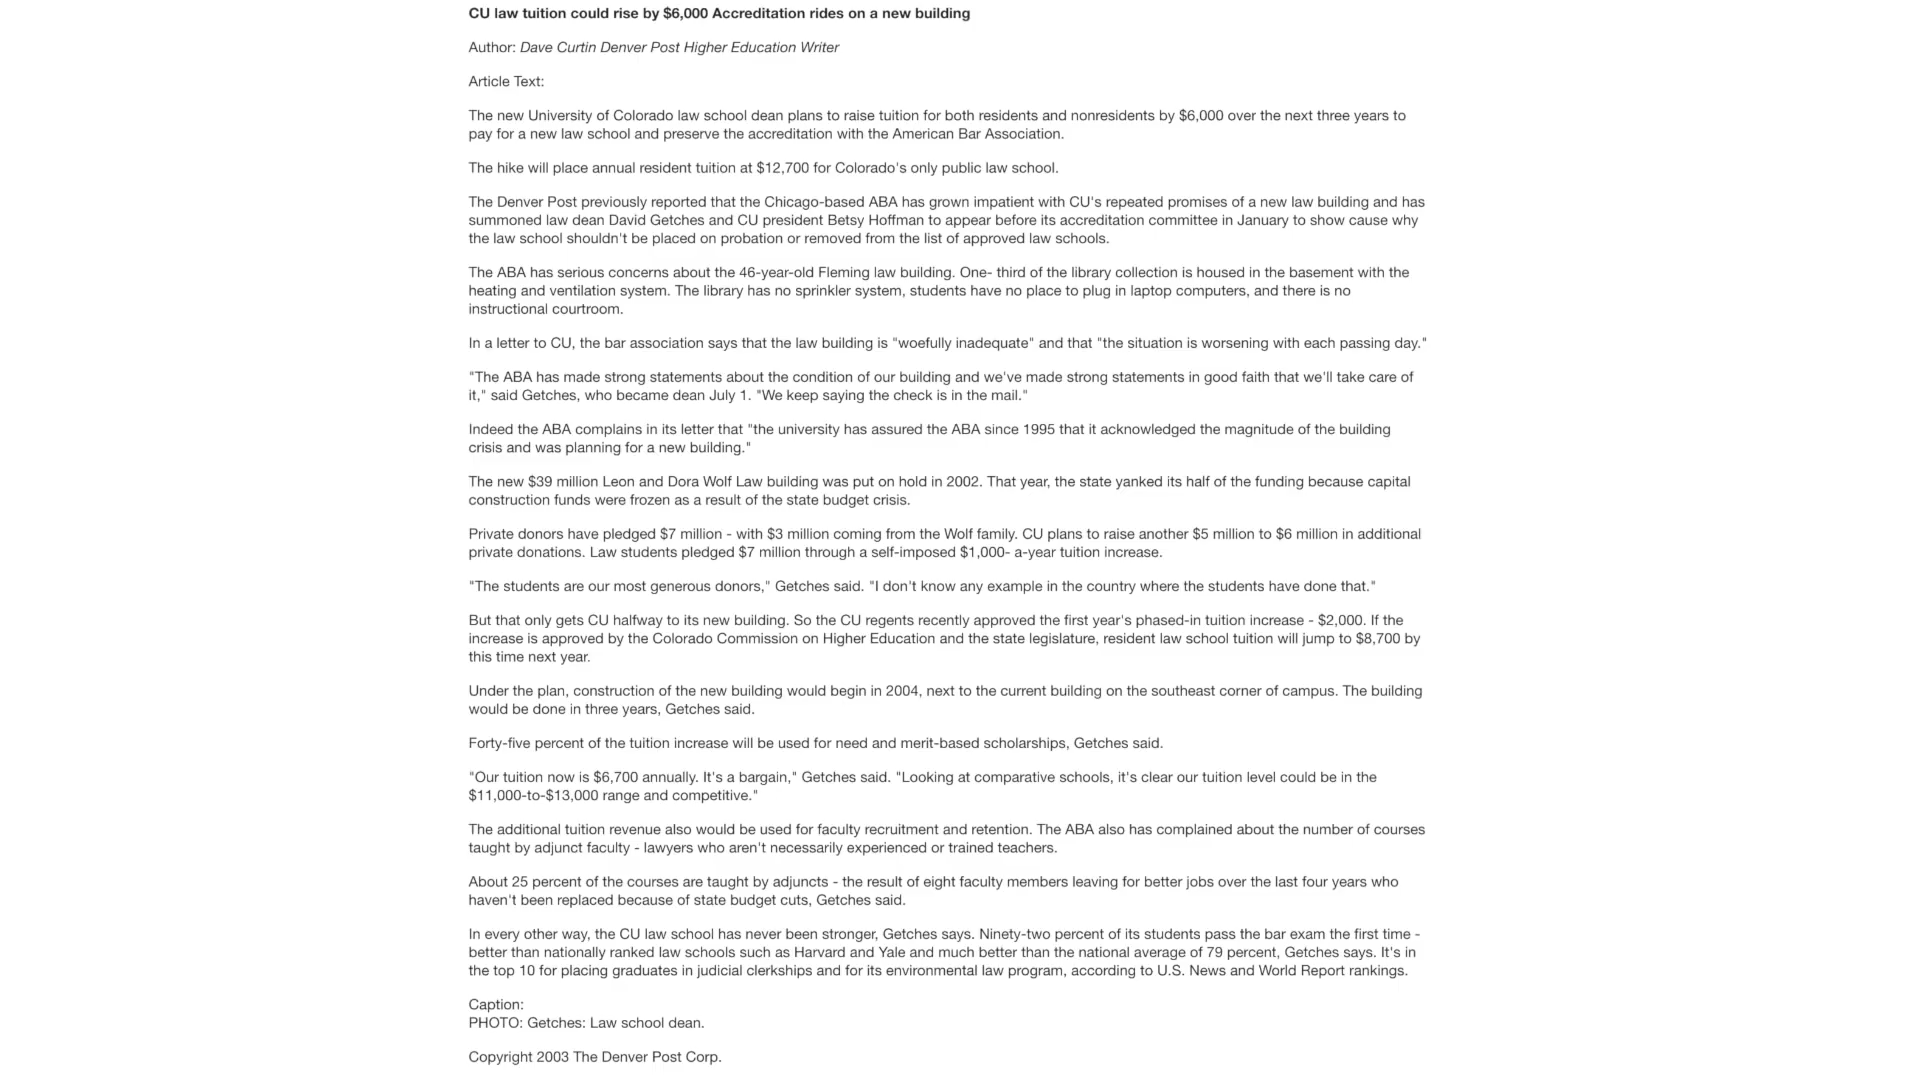 CU law tuition could rise by $6,000 Accreditation rides on a new building
Author: Dave Curtin Denver Post Higher Education Writer
Article Text:
The new University of Colorado law school dean plans to raise tuition for both residents and nonresidents by $6,000 over the next three years to
pay for a new law school and preserve the accreditation with the American Bar Association.
The hike will place annual resident tuition at $12,700 for Colorado's only public law school.
The Denver Post previously reported that the Chicago-based ABA has grown impatient with CU's repeated promises of a new law building and has
summoned law dean David Getches and CU president Betsy Hoffman to appear before its accreditation committee in January to show cause why
the law school shouldn't be placed on probation or removed from the list of approved law schools.
The ABA has serious concerns about the 46-year-old Fleming law building. One- third of the library collection is housed in the basement with the
heating and ventilation system. The library has no sprinkler system, students have no place to plug in laptop computers, and there is no
instructional courtroom.
In a letter to CU, the bar association says that the law building is "woefully inadequate" and that "the situation is worsening with each passing day."
"The ABA has made strong statements about the condition of our building and we've made strong statements in good faith that we'll take care of
it," said Getches, who became dean July 1. "We keep saying the check is in the mail."
Indeed the ABA complains in its letter that "the university has assured the ABA since 1995 that it acknowledged the magnitude of the building
crisis and was planning for a new building."
The new $39 million Leon and Dora Wolf Law building was put on hold in 2002. That year, the state yanked its half of the funding because capital
construction funds were frozen as a result of the state budget crisis.
Private donors have pledged $7 million - with $3 million coming from the Wolf family. CU plans to raise another $5 million to $6 million in additional
private donations. Law students pledged $7 million through a self-imposed $1,000- a-year tuition increase.
"The students are our most generous donors," Getches said. "I don't know any example in the country where the students have done that."
But that only gets CU halfway to its new building. So the CU regents recently approved the first year's phased-in tuition increase - $2,000. If the
increase is approved by the Colorado Commission on Higher Education and the state legislature, resident law school tuition will jump to $8,700 by
this time next year.
Under the plan, construction of the new building would begin in 2004, next to the current building on the southeast corner of campus. The building
would be done in three years, Getches said.
Forty-five percent of the tuition increase will be used for need and merit-based scholarships, Getches said.
"Our tuition now is $6,700 annually. It's a bargain," Getches said. "Looking at comparative schools, it's clear our tuition level could be in the
$11,000-to-$13,000 range and competitive."
The additional tuition revenue also would be used for faculty recruitment and retention. The ABA also has complained about the number of courses
taught by adjunct faculty - lawyers who aren't necessarily experienced or trained teachers.
About 25 percent of the courses are taught by adjuncts - the result of eight faculty members leaving for better jobs over the last four years who
haven't been replaced because of state budget cuts, Getches said.
In every other way, the CU law school has never been stronger, Getches says. Ninety-two percent of its students pass the bar exam the first time -
better than nationally ranked law schools such as Harvard and Yale and much better than the national average of 79 percent, Getches says. It's in
the top 10 for placing graduates in judicial clerkships and for its environmental law program, according to U.S. News and World Report rankings.
Caption:
PHOTO: Getches: Law school dean.
Copyright 2003 The Denver Post Corp.